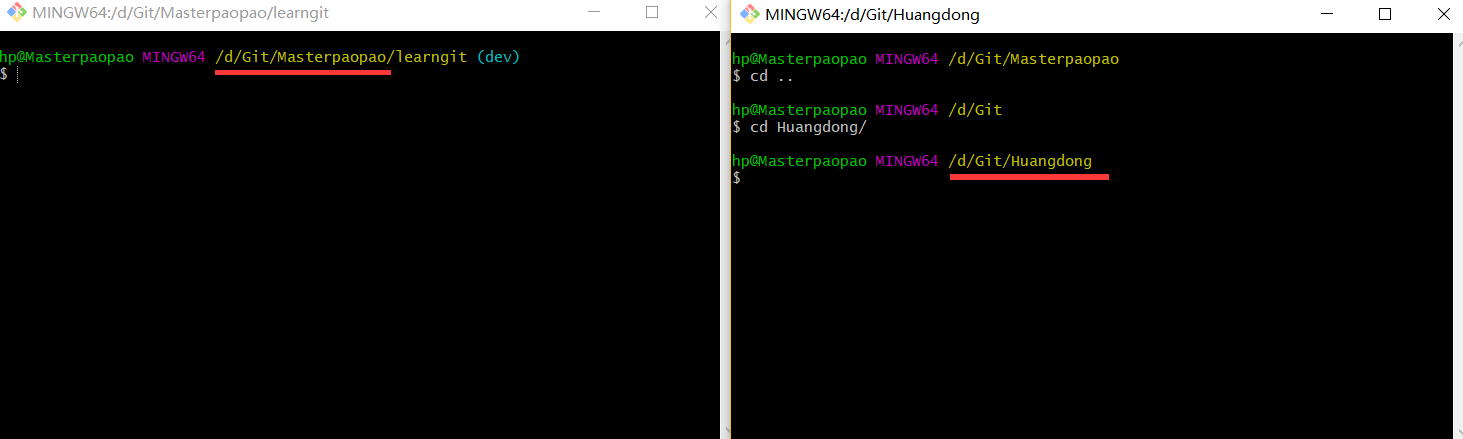 MINGW64:/d/Git/Masterpaopao/learngit
hp@Masterpaopao MINGW64 /d/Git/Masterpaopao/learngit (dev)
$
MINGW64:/d/Git/Huangdong
hp@Masterpaopao MINGW64 /d/Git/Masterpaopao
$ cd ..
hp@Masterpaopao MINGW64 /d/Git
$ cd Huangdong/
hp@Masterpaopao MINGW64 /d/Git/Huangdong
$